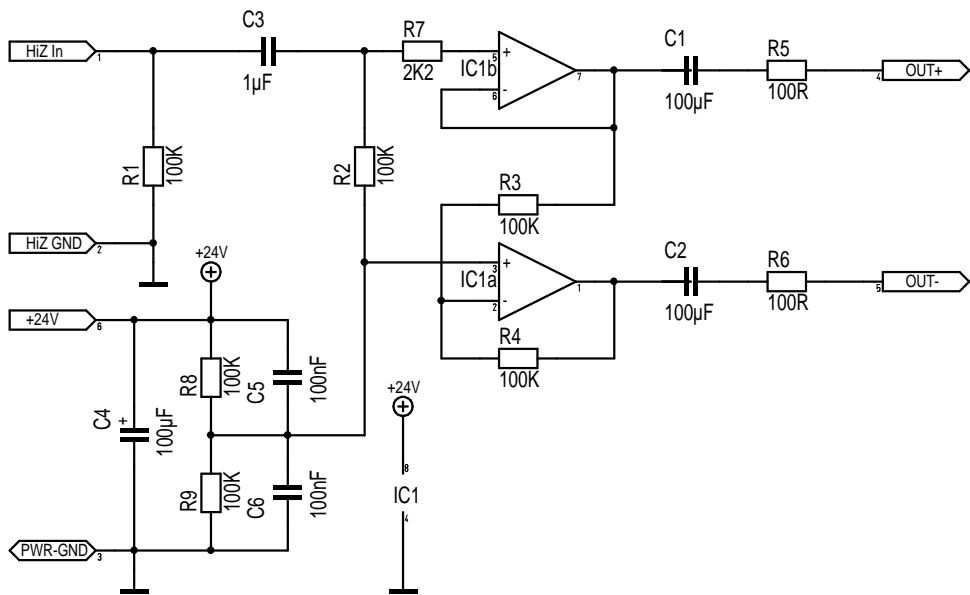 HiZ In
1
C3
1µF
R7
2K2
5
+
IC1b
6
-
7
C1
100µF
R5
100R
4
OUT+
R1
100K
R2
100K
R3
100K
HiZ GND
2
+24V
3
+
IC1a
2
-
1
C2
100µF
R6
100R
5
OUT-
+24V
6
R4
100K
R8
100K
C5
100nF
C4
+
100µF
+24V
R9
100K
C6
100nF
8
IC1
4
PWR-GND
3